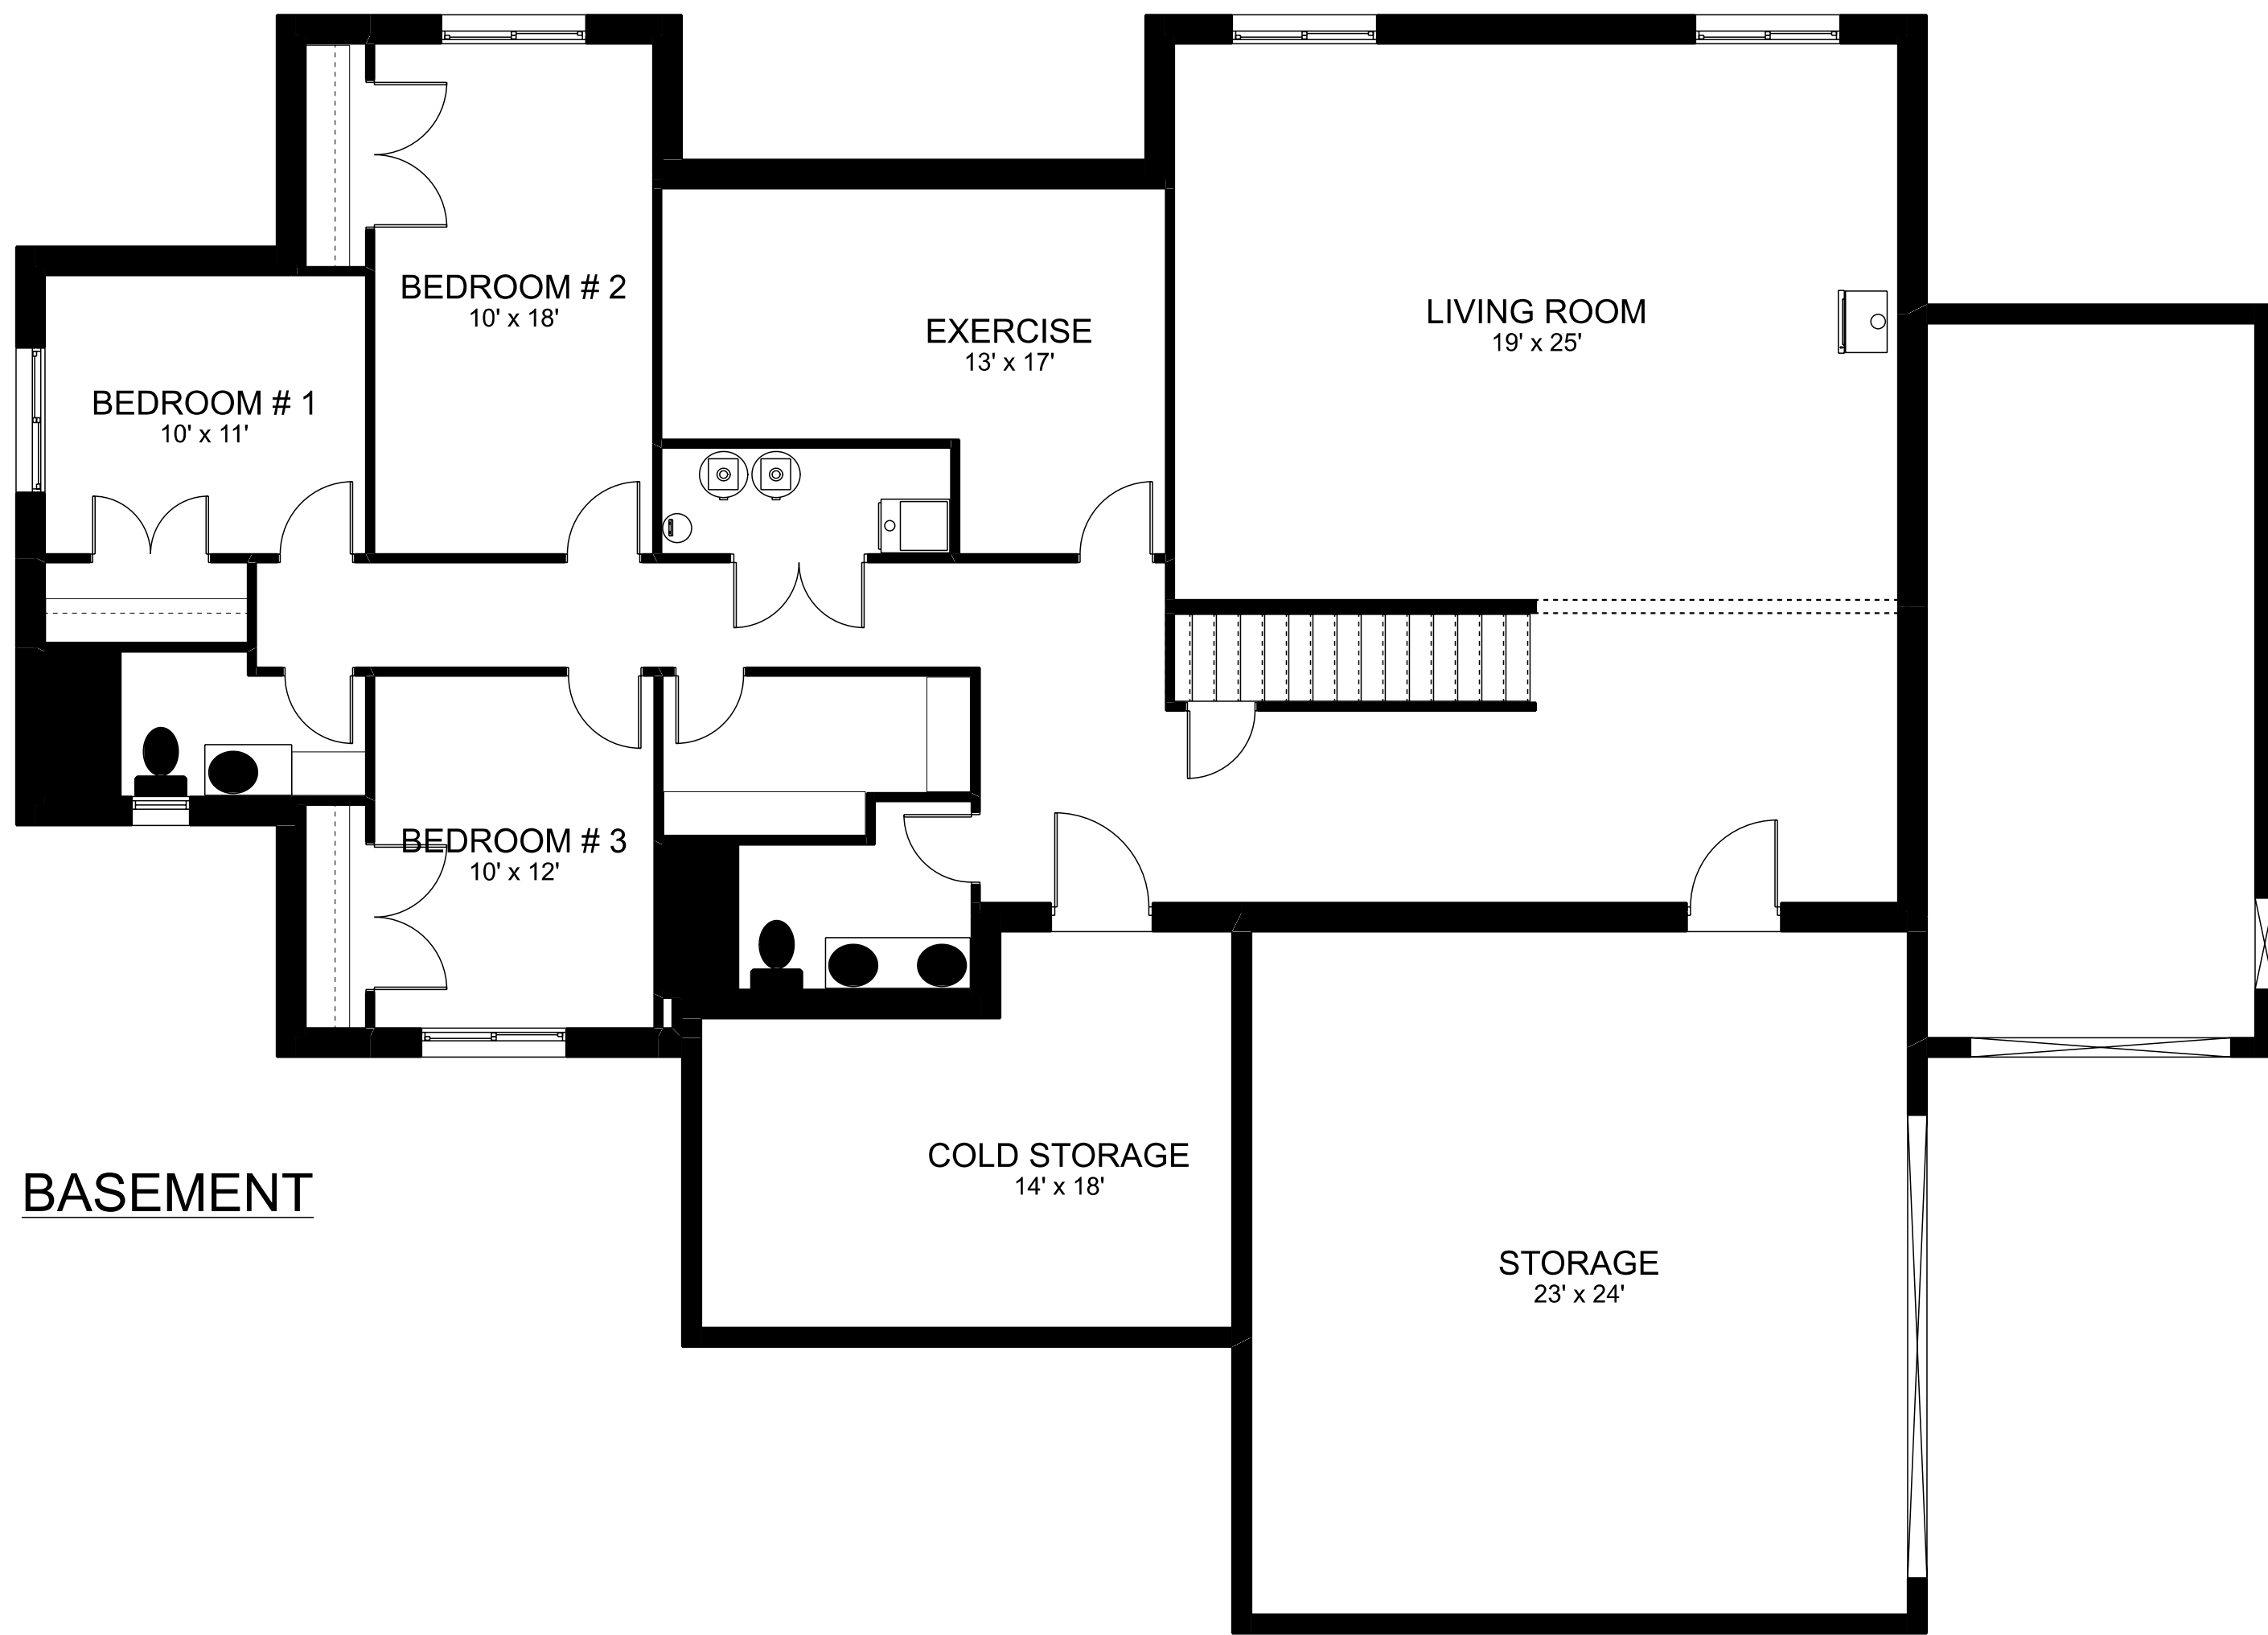 BEDROOM # 2
10' x 18'
LIVING ROOM
19' x 25'
EXERCISE
13' x 17'
BEDROOM # 1
10' x 11'
BEDROOM # 3
10' x 12'
COLD STORAGE
14' x 18'
BASEMENT
STORAGE
23' x 24'